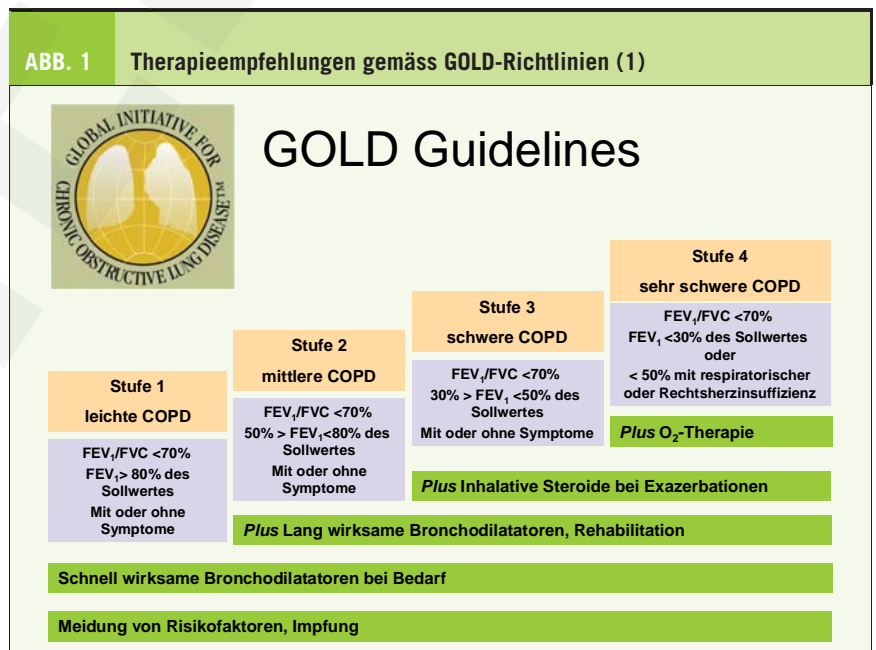 ABB. 1 Therapieempfehlungen gemäss GOLD-Richtlinien (1)
GLOBAL INITIATIVE FOR
CHRONIC OBSTRUCTIVE LUNG DISEASE™
GOLD Guidelines
Stufe 1
leichte COPD
FEV₁/FVC <70%
FEV₁> 80% des
Sollwertes
Mit oder ohne
Symptome
Stufe 2
mittlere COPD
FEV₁/FVC <70%
50% > FEV₁<80% des
Sollwertes
Mit oder ohne
Symptome
Stufe 3
schwere COPD
FEV₁/FVC <70%
30% > FEV₁ <50% des
Sollwertes
Mit oder ohne Symptome
Stufe 4
sehr schwere COPD
FEV₁/FVC <70%
FEV₁ <30% des Sollwertes
oder
< 50% mit respiratorischer
oder Rechtsherzinsuffizienz
Plus O₂-Therapie
Plus Inhalative Steroide bei Exazerbationen
Plus Lang wirksame Bronchodilatatoren, Rehabilitation
Schnell wirksame Bronchodilatatoren bei Bedarf
Meidung von Risikofaktoren, Impfung